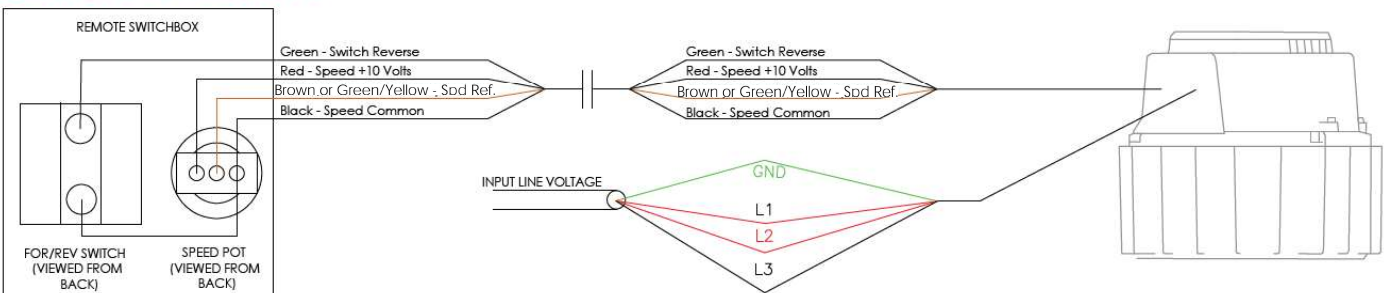 REMOTE SWITCHBOX
Green - Switch Reverse
Red - Speed +10 Volts
Brown or Green/Yellow - Spd Ref.
Black - Speed Common
Green - Switch Reverse
Red - Speed +10 Volts
Brown or Green/Yellow - Spd Ref.
Black - Speed Common
INPUT LINE VOLTAGE
GND
L1
L2
L3
FOR/REV SWITCH
(VIEWED FROM
BACK)
SPEED POT
(VIEWED FROM
BACK)